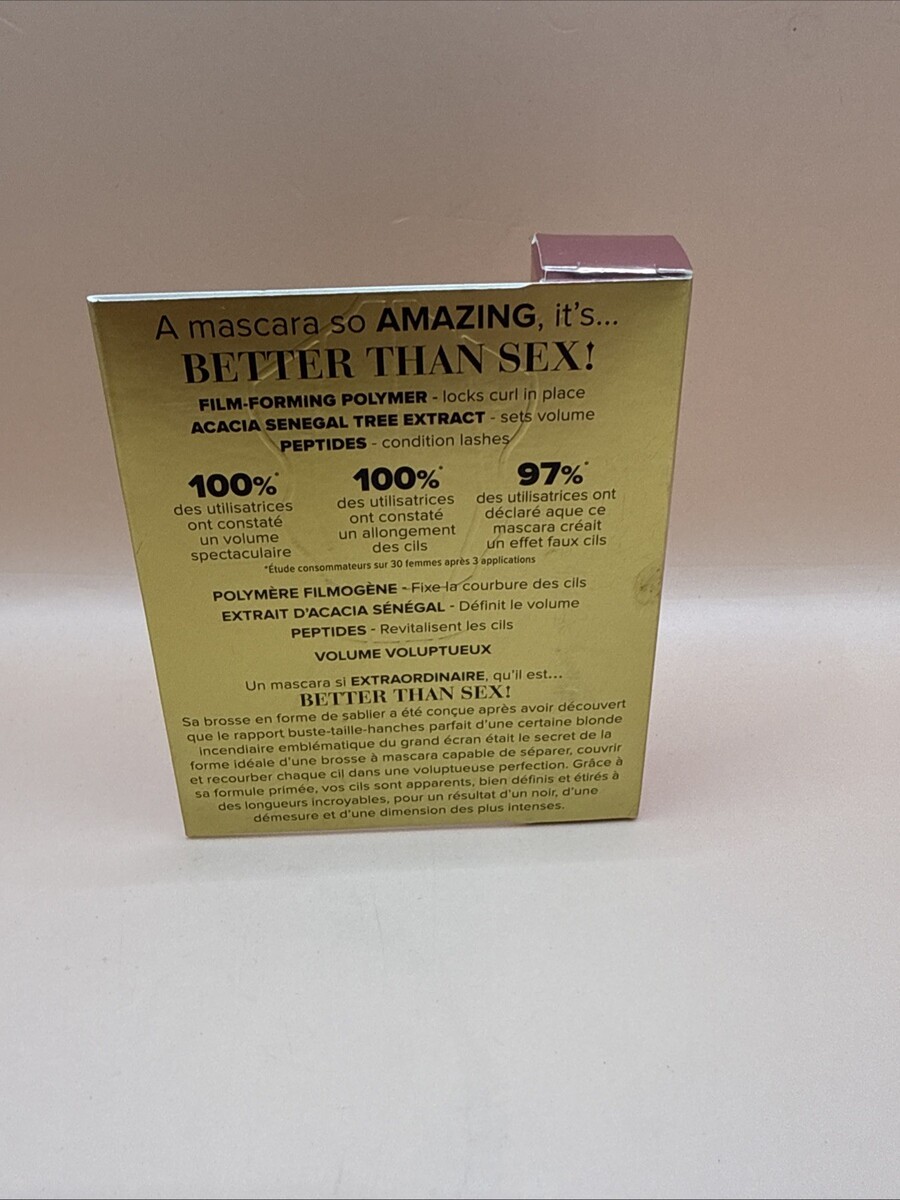 A mascara so AMAZING, it's...
BETTER THAN SEX!
FILM-FORMING POLYMER - locks curl in place
ACACIA SENEGAL TREE EXTRACT - sets volume
PEPTIDES - condition lashes
100%*
des utilisatrices
ont constaté
un volume
spectaculaire
100%*
des utilisatrices
ont constaté
un allongement
des cils
97%*
des utilisatrices ont
déclaré aque ce
mascara créait
un effet faux cils
*Étude consommateurs sur 30 femmes après 3 applications
POLYMÈRE FILMOGÈNE - Fixe la courbure des cils
EXTRAIT D'ACACIA SÉNÉGAL - Définit le volume
PEPTIDES - Revitalisent les cils
VOLUME VOLUPTUEUX
Un mascara si EXTRAORDINAIRE, qu'il est...
BETTER THAN SEX!
Sa brosse en forme de sablier a été conçue après avoir découvert
que le rapport buste-taille-hanches parfait d'une certaine blonde
incendiaire emblématique du grand écran était le secret de la
forme idéale d'une brosse à mascara capable de séparer, couvrir
et recourber chaque cil dans une voluptueuse perfection. Grâce à
sa formule primée, vos cils sont apparents, bien définis et étirés à
des longueurs incroyables, pour un résultat d'un noir, d'une
démesure et d'une dimension des plus intenses.